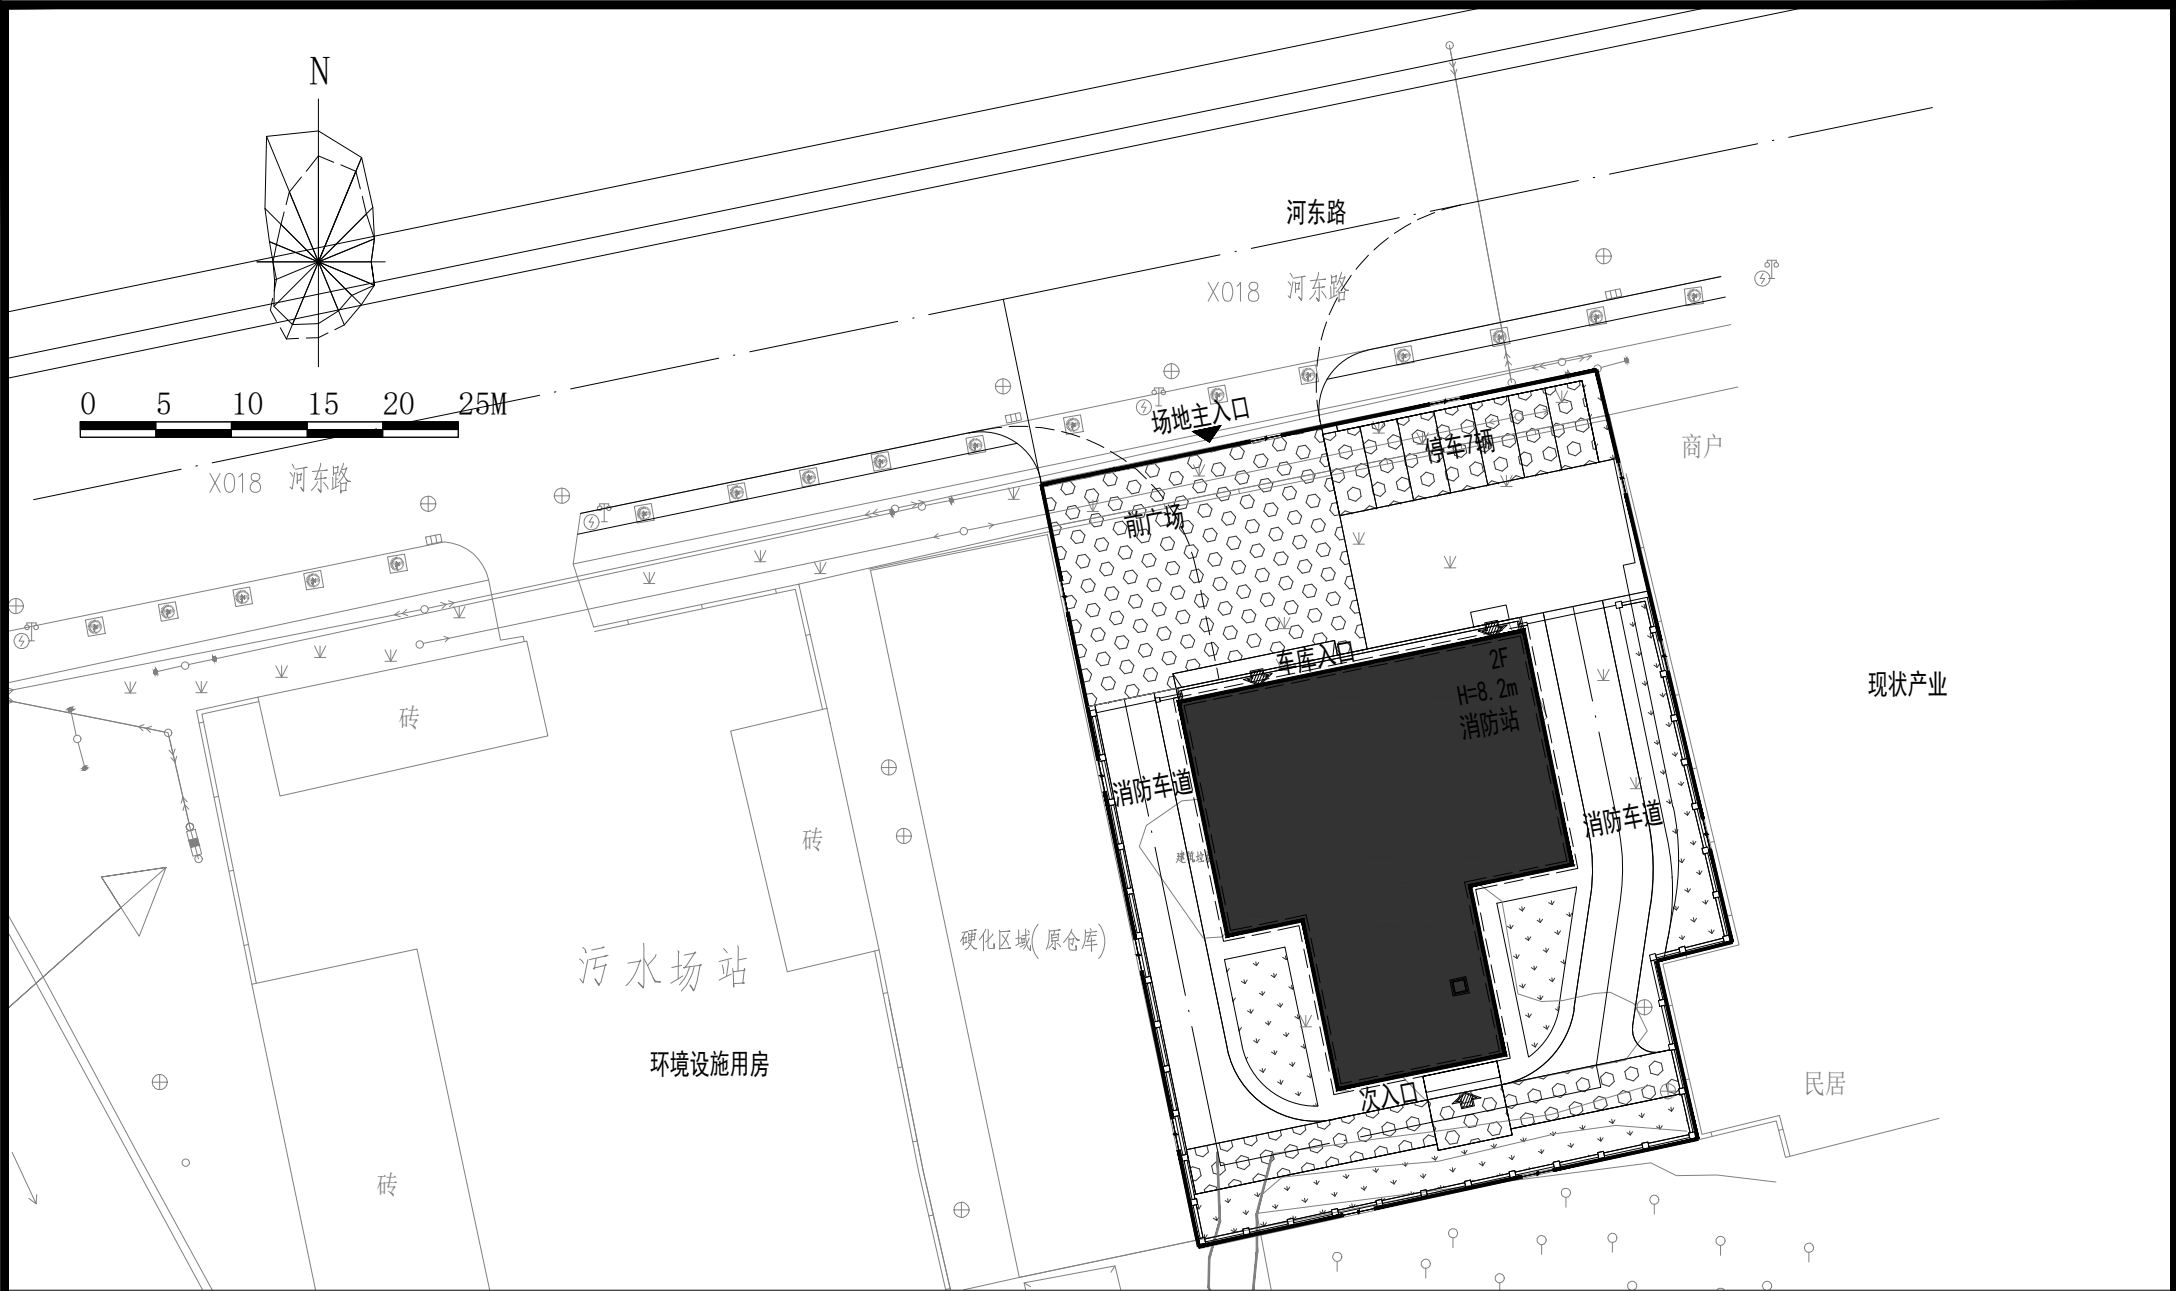 N
河东路
X018 河东路
0 5 10 15 20 25M
场地主入口
停车7辆
商户
X018 河东路
前广场
车库入口
2F
H=8.2m
消防站
现状产业
砖
砖
消防车道
消防车道
建筑垃
硬化区域(原仓库)
污水场站
环境设施用房
次入口
民居
砖